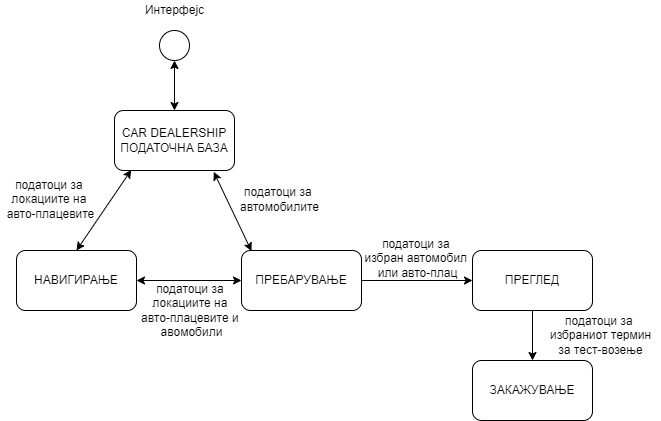 Интерфејс
CAR DEALERSHIP
ПОДАТОЧНА БАЗА
податоци за
локациите на
авто-плацевите
податоци за
автомобилите
НАВИГИРАЊЕ
податоци за
локациите на
авто-плацевите и
авомобили
ПРЕБАРУВАЊЕ
податоци за
избран автомобил
или авто-плац
ПРЕГЛЕД
податоци за
избраниот термин
за тест-возење
ЗАКАЖУВАЊЕ